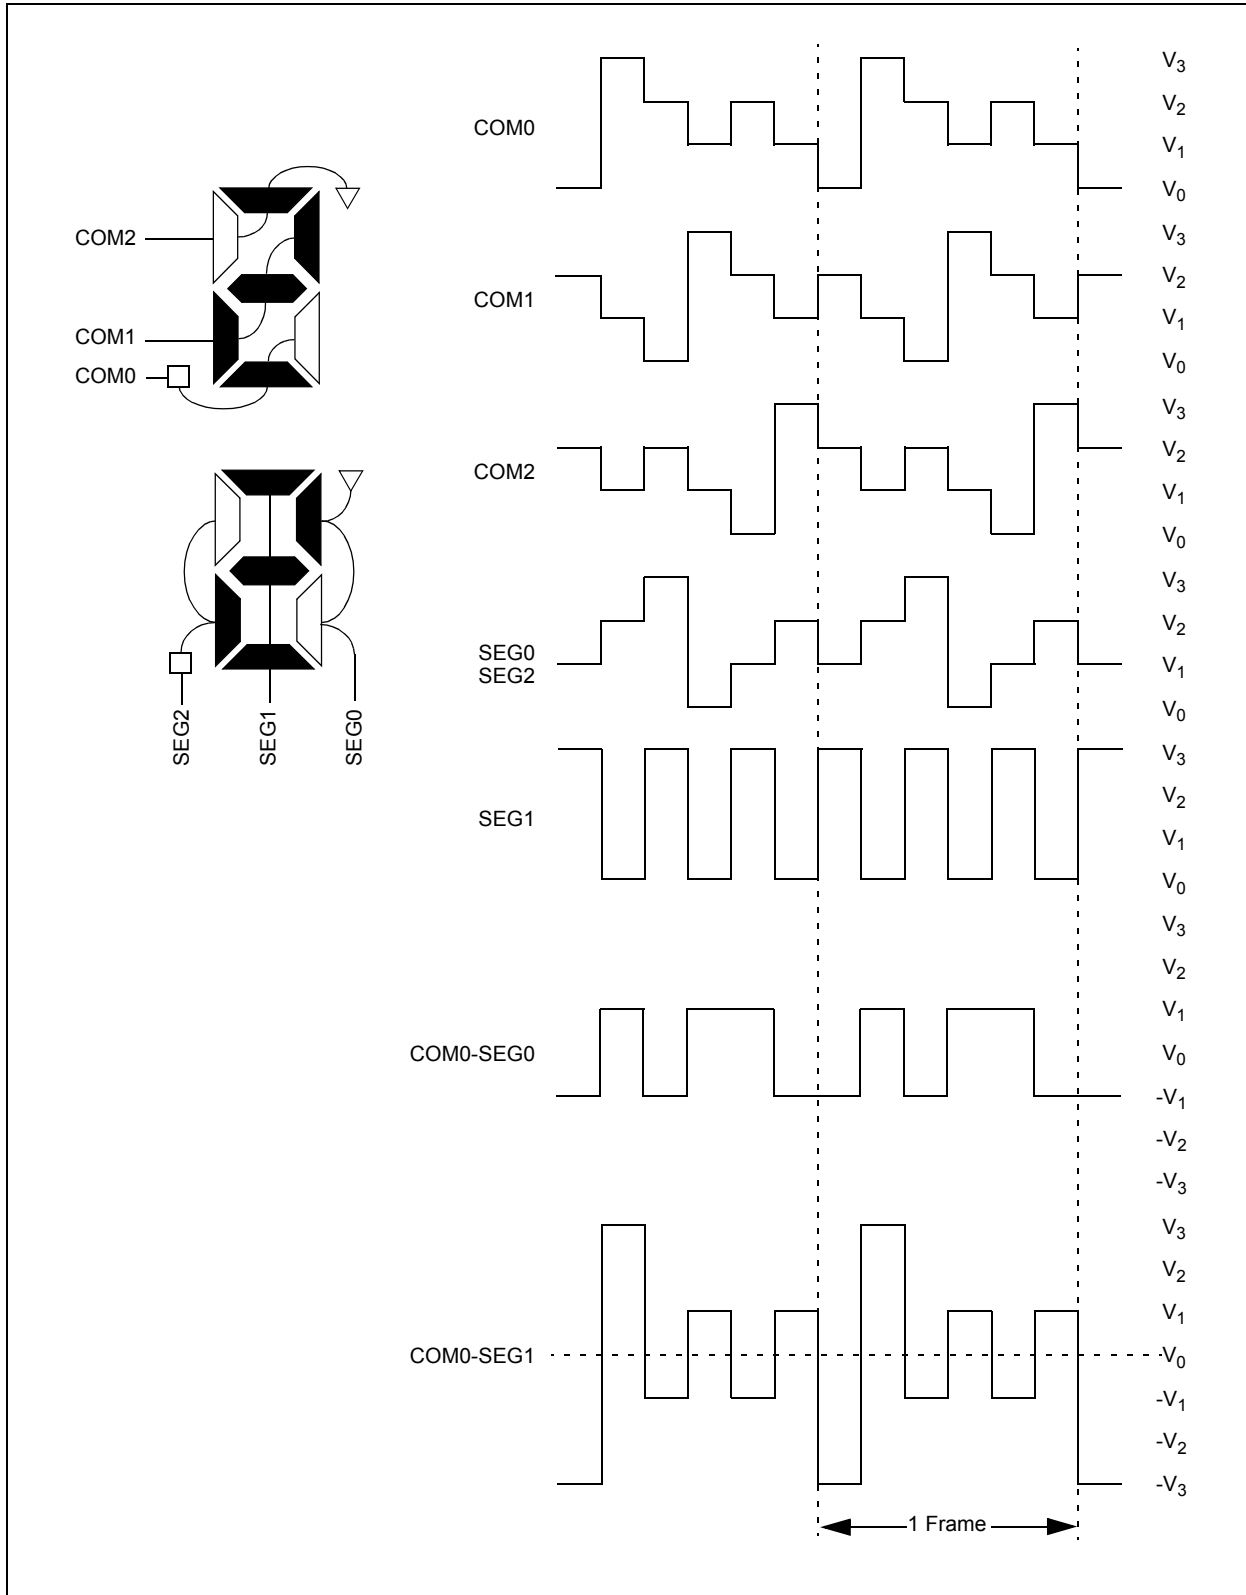 COM2
COM1
COM0
SEG2
SEG1
SEG0
COM0
V3
V2
V1
V0
COM1
V3
V2
V1
V0
COM2
V3
V2
V1
V0
SEG0
SEG2
V3
V2
V1
V0
SEG1
V3
V2
V1
V0
COM0-SEG0
V3
V2
V1
V0
-V1
-V2
-V3
COM0-SEG1
V3
V2
V1
V0
-V1
-V2
-V3
1 Frame